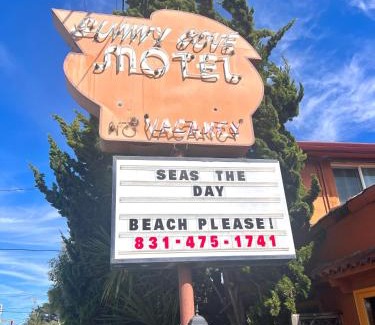 SUNNY COVE
MOTEL
NO VACANCY
SEAS THE
DAY
BEACH PLEASE!
831-475-1741